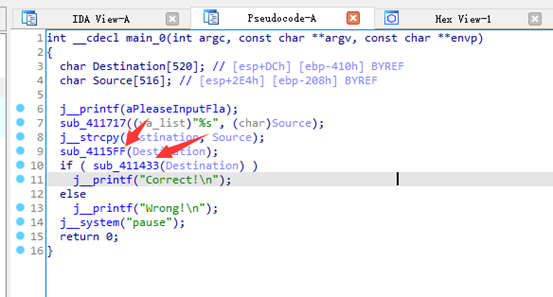 IDA View-A Pseudocode-A Hex View-1
1 int __cdecl main_0(int argc, const char **argv, const char **envp)
2 {
3 char Destination[520]; // [esp+DCh] [ebp-410h] BYREF
4 char Source[516]; // [esp+2E4h] [ebp-208h] BYREF
5
6 j__printf(aPleaseInputFla);
7 sub_411717((va_list)"%s", (char)Source);
8 j__strcpy(Destination, Source);
9 sub_4115FF(Destination);
10 if ( sub_411433(Destination) )
11 j__printf("Correct!\n");
12 else
13 j__printf("Wrong!\n");
14 j__system("pause");
15 return 0;
16 }